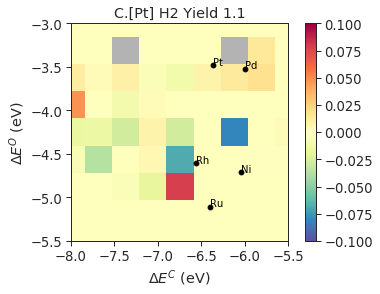 C.[Pt] H2 Yield 1.1
−3.0
−3.5
−4.0
−4.5
−5.0
−5.5
ΔE^O (eV)
Pt
Pd
Rh
Ni
Ru
−8.0 −7.5 −7.0 −6.5 −6.0 −5.5
ΔE^C (eV)
0.100
0.075
0.050
0.025
0.000
−0.025
−0.050
−0.075
−0.100